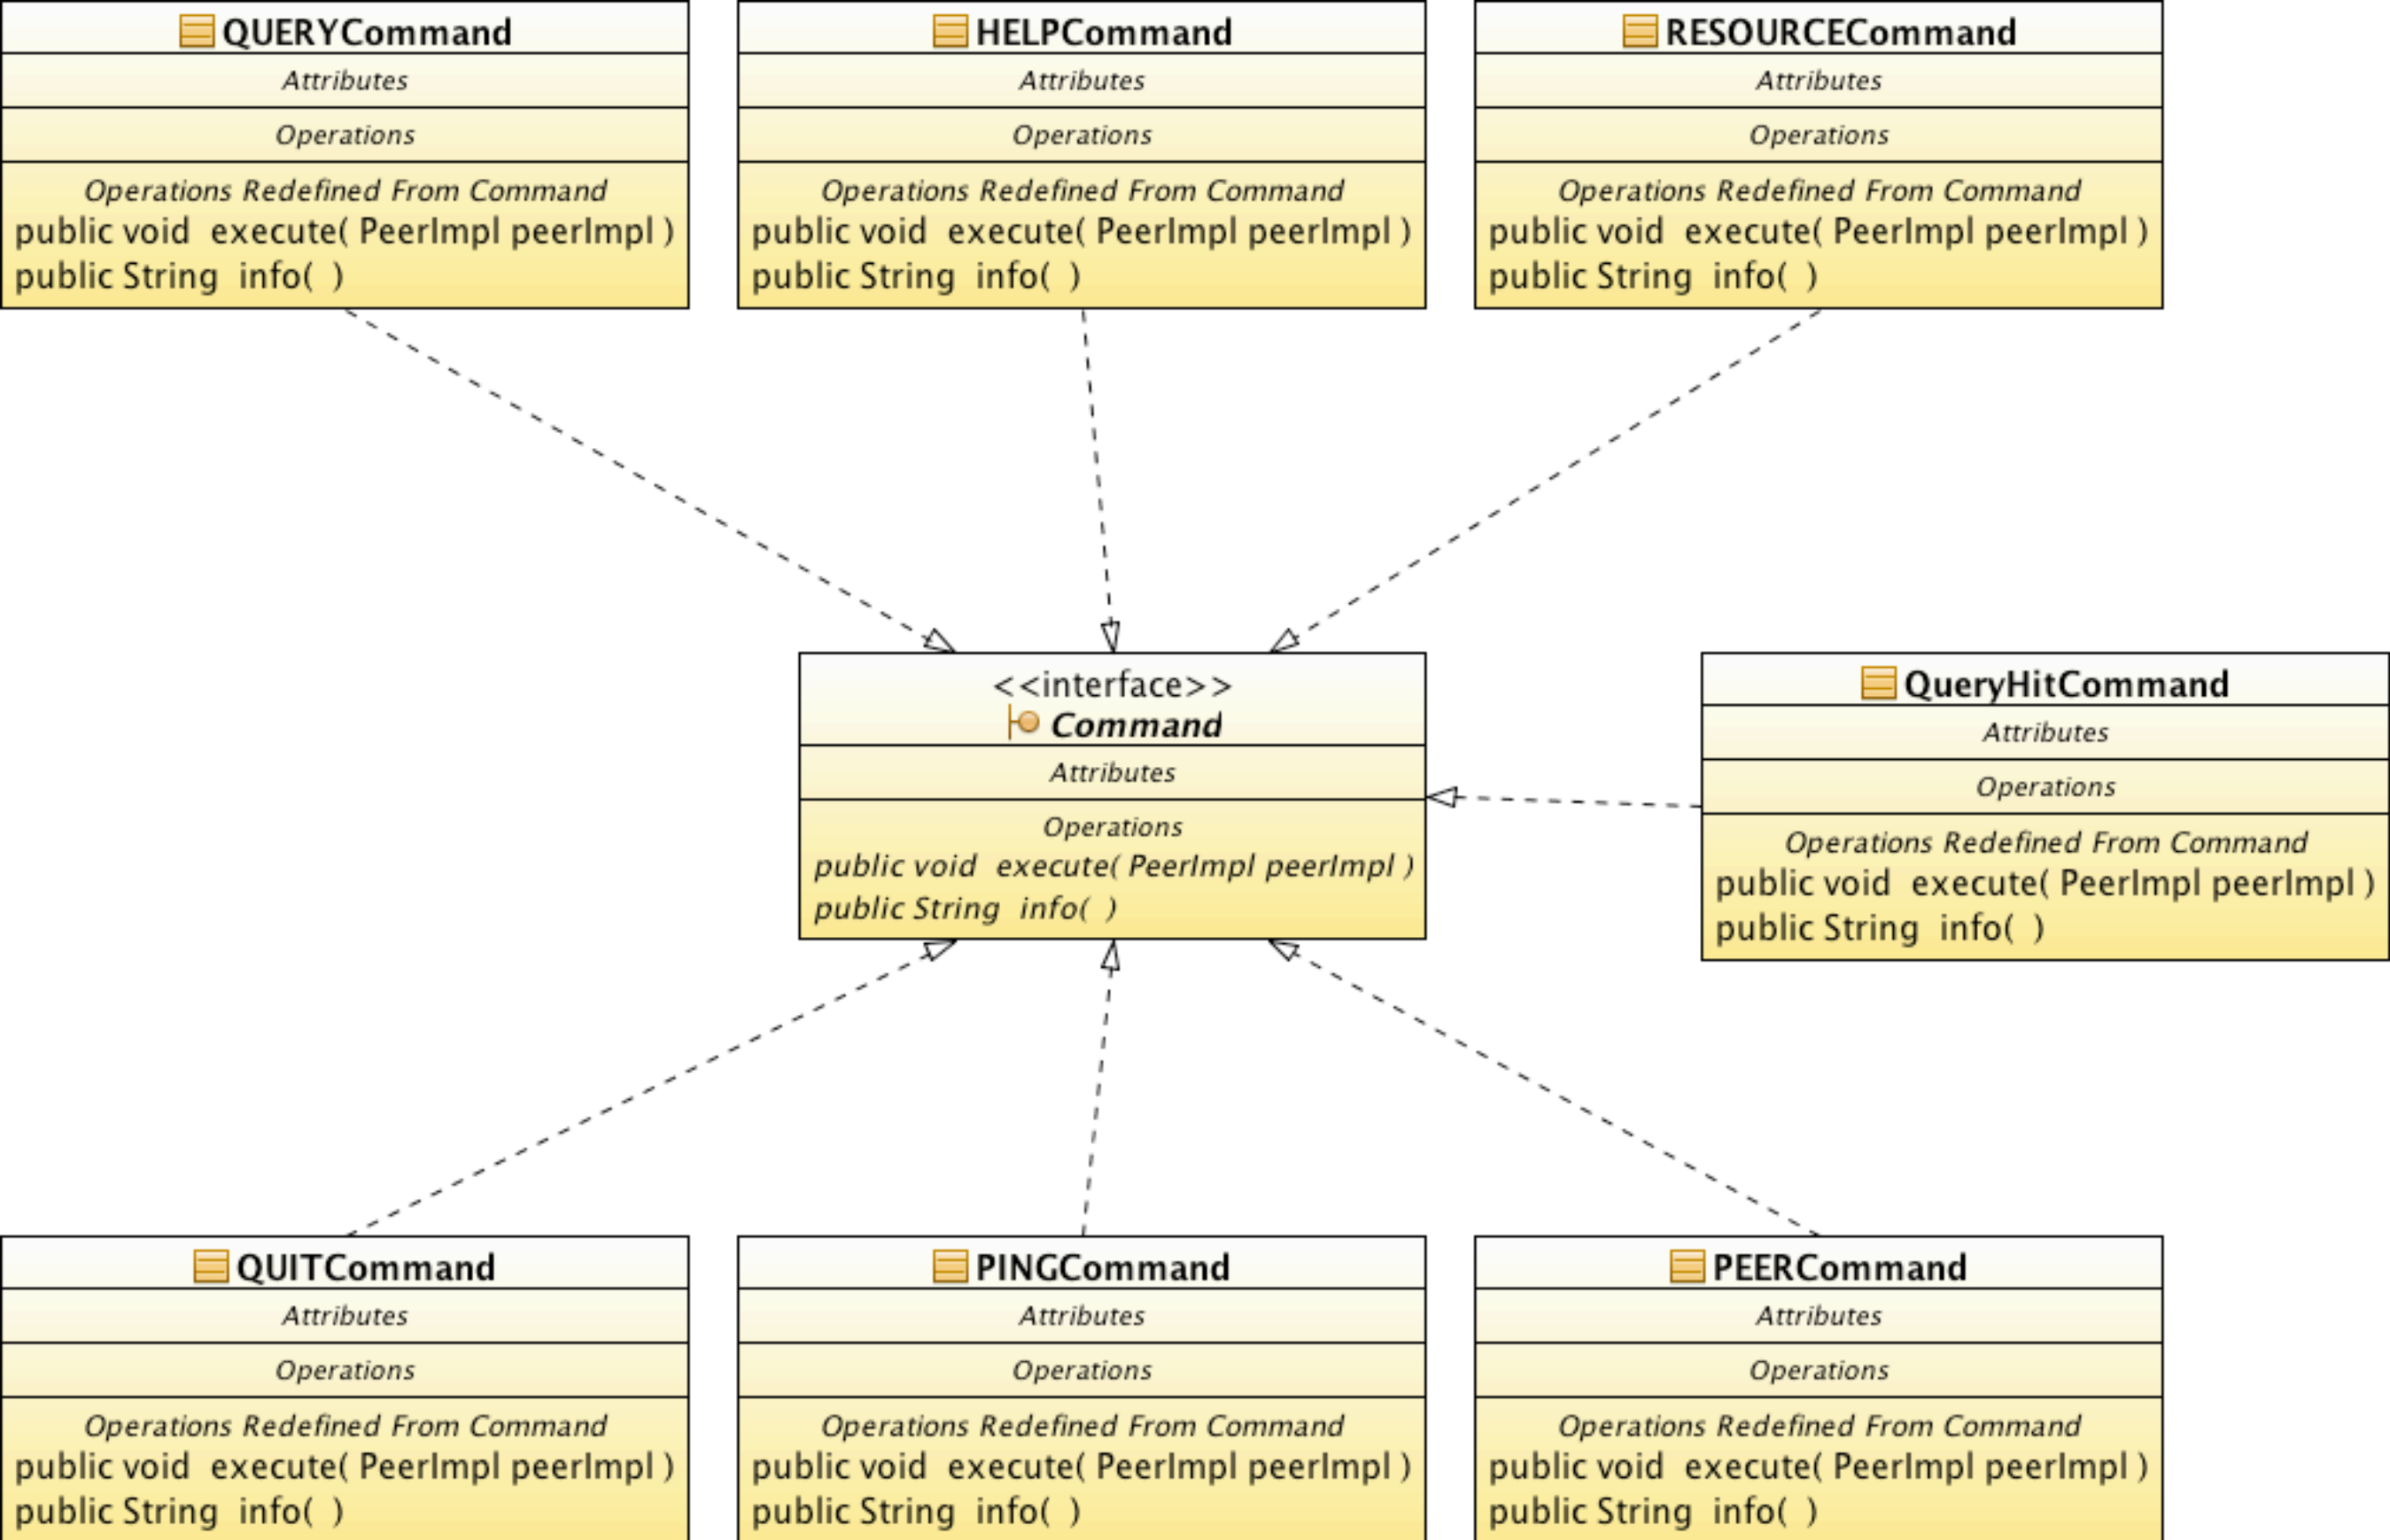 QUERYCommand
Attributes
Operations
Operations Redefined From Command
public void execute( PeerImpl peerImpl )
public String info( )
HELPCommand
Attributes
Operations
Operations Redefined From Command
public void execute( PeerImpl peerImpl )
public String info( )
RESOURCECommand
Attributes
Operations
Operations Redefined From Command
public void execute( PeerImpl peerImpl )
public String info( )
<<interface>>
Command
Attributes
Operations
public void execute( PeerImpl peerImpl )
public String info( )
QueryHitCommand
Attributes
Operations
Operations Redefined From Command
public void execute( PeerImpl peerImpl )
public String info( )
QUITCommand
Attributes
Operations
Operations Redefined From Command
public void execute( PeerImpl peerImpl )
public String info( )
PINGCommand
Attributes
Operations
Operations Redefined From Command
public void execute( PeerImpl peerImpl )
public String info( )
PEERCommand
Attributes
Operations
Operations Redefined From Command
public void execute( PeerImpl peerImpl )
public String info( )